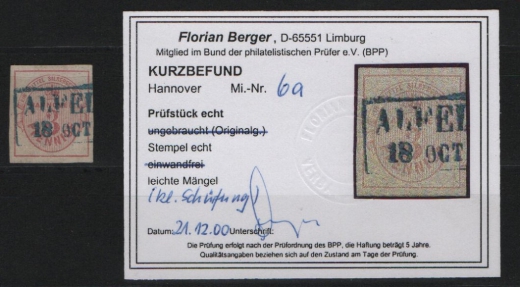 ALFEL
18 OCT
Florian Berger, D-65551 Limburg
Mitglied im Bund der philatelistischen Prüfer e.V. (BPP)
KURZBEFUND
Hannover Mi.-Nr. 6a
Prüfstück echt
ungebraucht (Originalg.)
Stempel echt
einwandfrei
leichte Mängel
(kl. Schürfung)
Datum: 21.12.00 Unterschrift:
Die Prüfung erfolgt nach der Prüfordnung des BPP, die Haftung beträgt 5 Jahre.
Qualitätsangaben beziehen sich auf den Zustand am Tage der Prüfung.
ALFEL
18 OCT